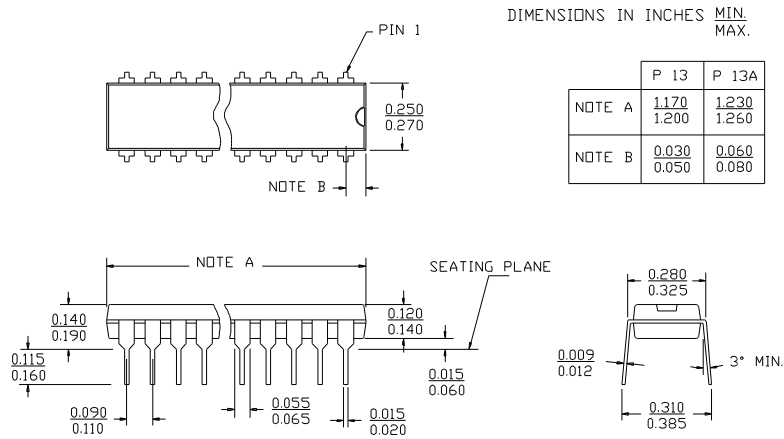 DIMENSIONS IN INCHES MIN.
MAX.
PIN 1
P 13 P 13A
NOTE A 1.170 1.230
1.200 1.260
NOTE B 0.030 0.060
0.050 0.080
0.250
0.270
NOTE B
NOTE A
SEATING PLANE
0.280
0.325
0.140
0.190
0.120
0.140
0.115
0.160
0.009
0.012
3° MIN.
0.015
0.060
0.090
0.110
0.055
0.065
0.015
0.020
0.310
0.385